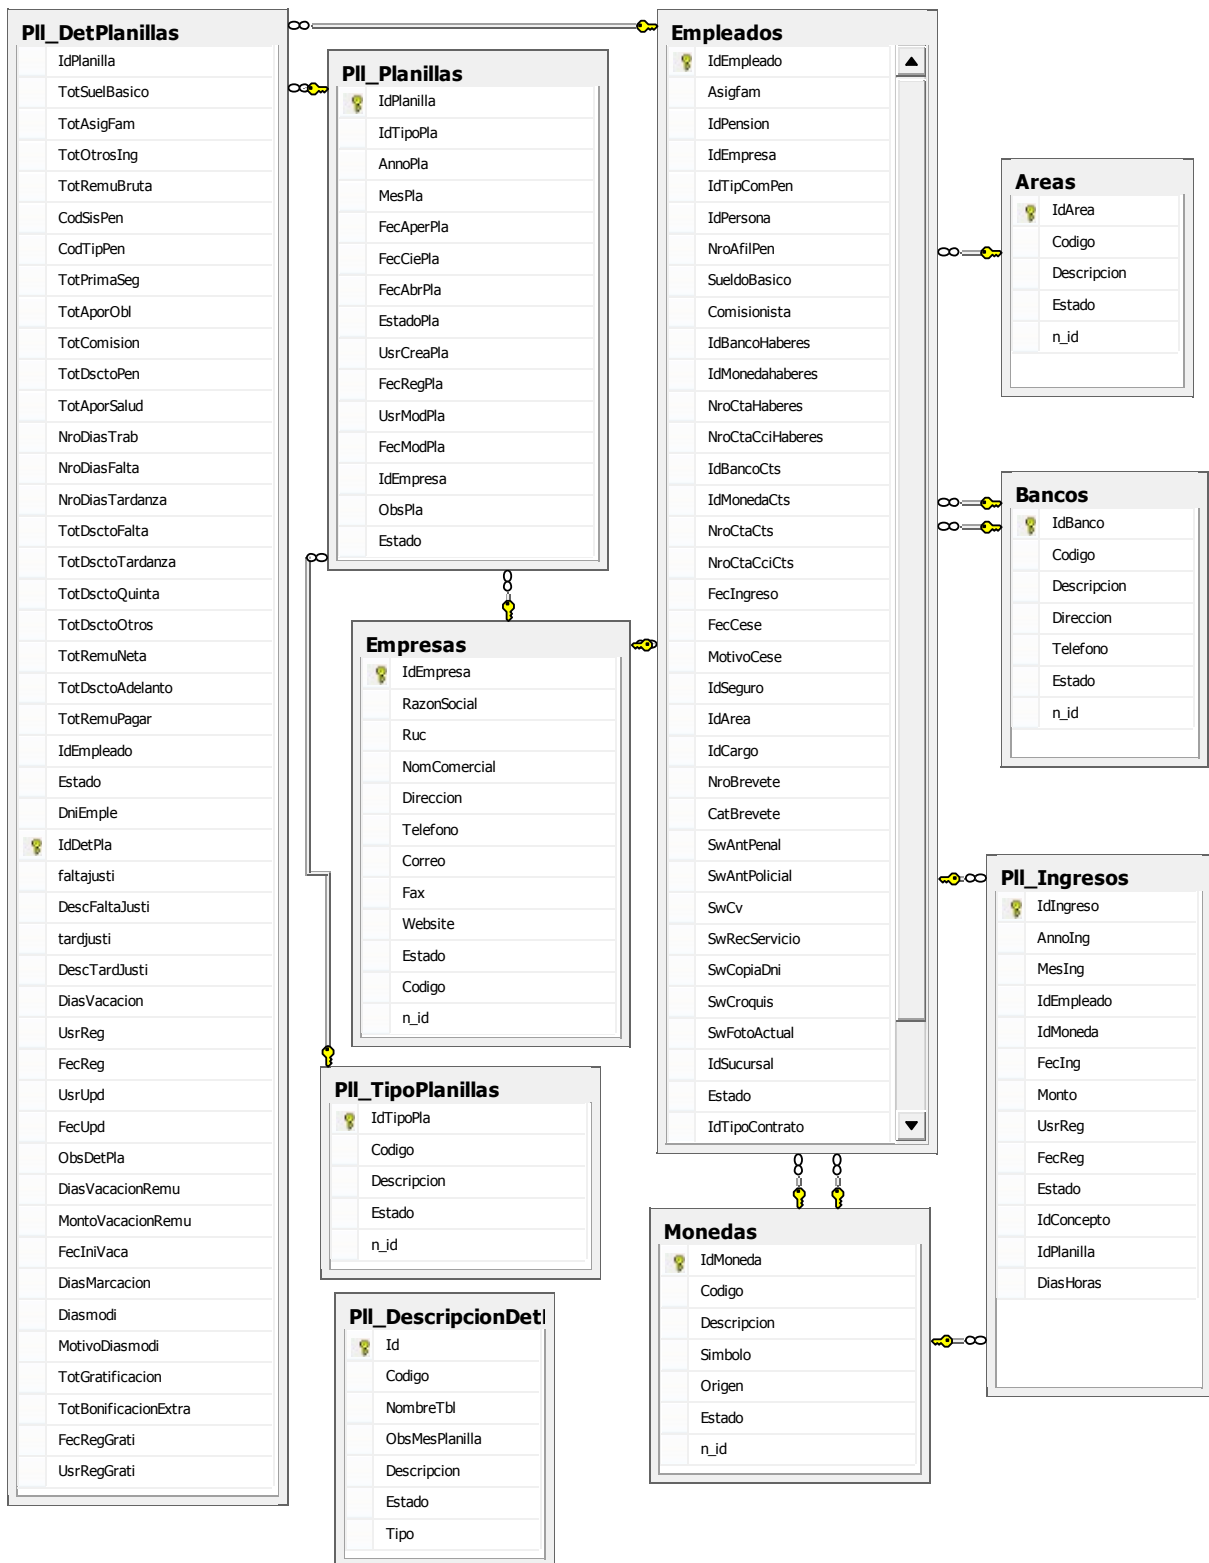 Pll_DetPlanillas
IdPlanilla
TotSuelBasico
TotAsigFam
TotOtrosIng
TotRemuBruta
CodSisPen
CodTipPen
TotPrimaSeg
TotAporObl
TotComision
TotDsctoPen
TotAporSalud
NroDiasTrab
NroDiasFalta
NroDiasTardanza
TotDsctoFalta
TotDsctoTardanza
TotDsctoQuinta
TotDsctoOtros
TotRemuNeta
TotDsctoAdelanto
TotRemuPagar
IdEmpleado
Estado
DniEmple
IdDetPla
faltajusti
DescFaltaJusti
tardjusti
DescTardJusti
DiasVacacion
UsrReg
FecReg
UsrUpd
FecUpd
ObsDetPla
DiasVacacionRemu
MontoVacacionRemu
FecIniVaca
DiasMarcacion
Diasmodi
MotivoDiasmodi
TotGratificacion
TotBonificacionExtra
FecRegGrati
UsrRegGrati
Pll_Planillas
IdPlanilla
IdTipoPla
AnnoPla
MesPla
FecAperPla
FecCiePla
FecAbrPla
EstadoPla
UsrCreaPla
FecRegPla
UsrModPla
FecModPla
IdEmpresa
ObsPla
Estado
Empresas
IdEmpresa
RazonSocial
Ruc
NomComercial
Direccion
Telefono
Correo
Fax
Website
Estado
Codigo
n_id
Pll_TipoPlanillas
IdTipoPla
Codigo
Descripcion
Estado
n_id
Pll_DescripcionDet
Id
Codigo
NombreTbl
ObsMesPlanilla
Descripcion
Estado
Tipo
Empleados
IdEmpleado
Asigfam
IdPension
IdEmpresa
IdTipComPen
IdPersona
NroAfilPen
SueldoBasico
Comisionista
IdBancoHaberes
IdMonedahaberes
NroCtaHaberes
NroCtaCciHaberes
IdBancoCts
IdMonedaCts
NroCtaCts
NroCtaCciCts
FecIngreso
FecCese
MotivoCese
IdSeguro
IdArea
IdCargo
NroBrevete
CatBrevete
SwAntPenal
SwAntPolicial
SwCv
SwRecServicio
SwCopiaDni
SwCroquis
SwFotoActual
IdSucursal
Estado
IdTipoContrato
Monedas
IdMoneda
Codigo
Descripcion
Simbolo
Origen
Estado
n_id
Areas
IdArea
Codigo
Descripcion
Estado
n_id
Bancos
IdBanco
Codigo
Descripcion
Direccion
Telefono
Estado
n_id
Pll_Ingresos
IdIngreso
AnnoIng
MesIng
IdEmpleado
IdMoneda
FecIng
Monto
UsrReg
FecReg
Estado
IdConcepto
IdPlanilla
DiasHoras